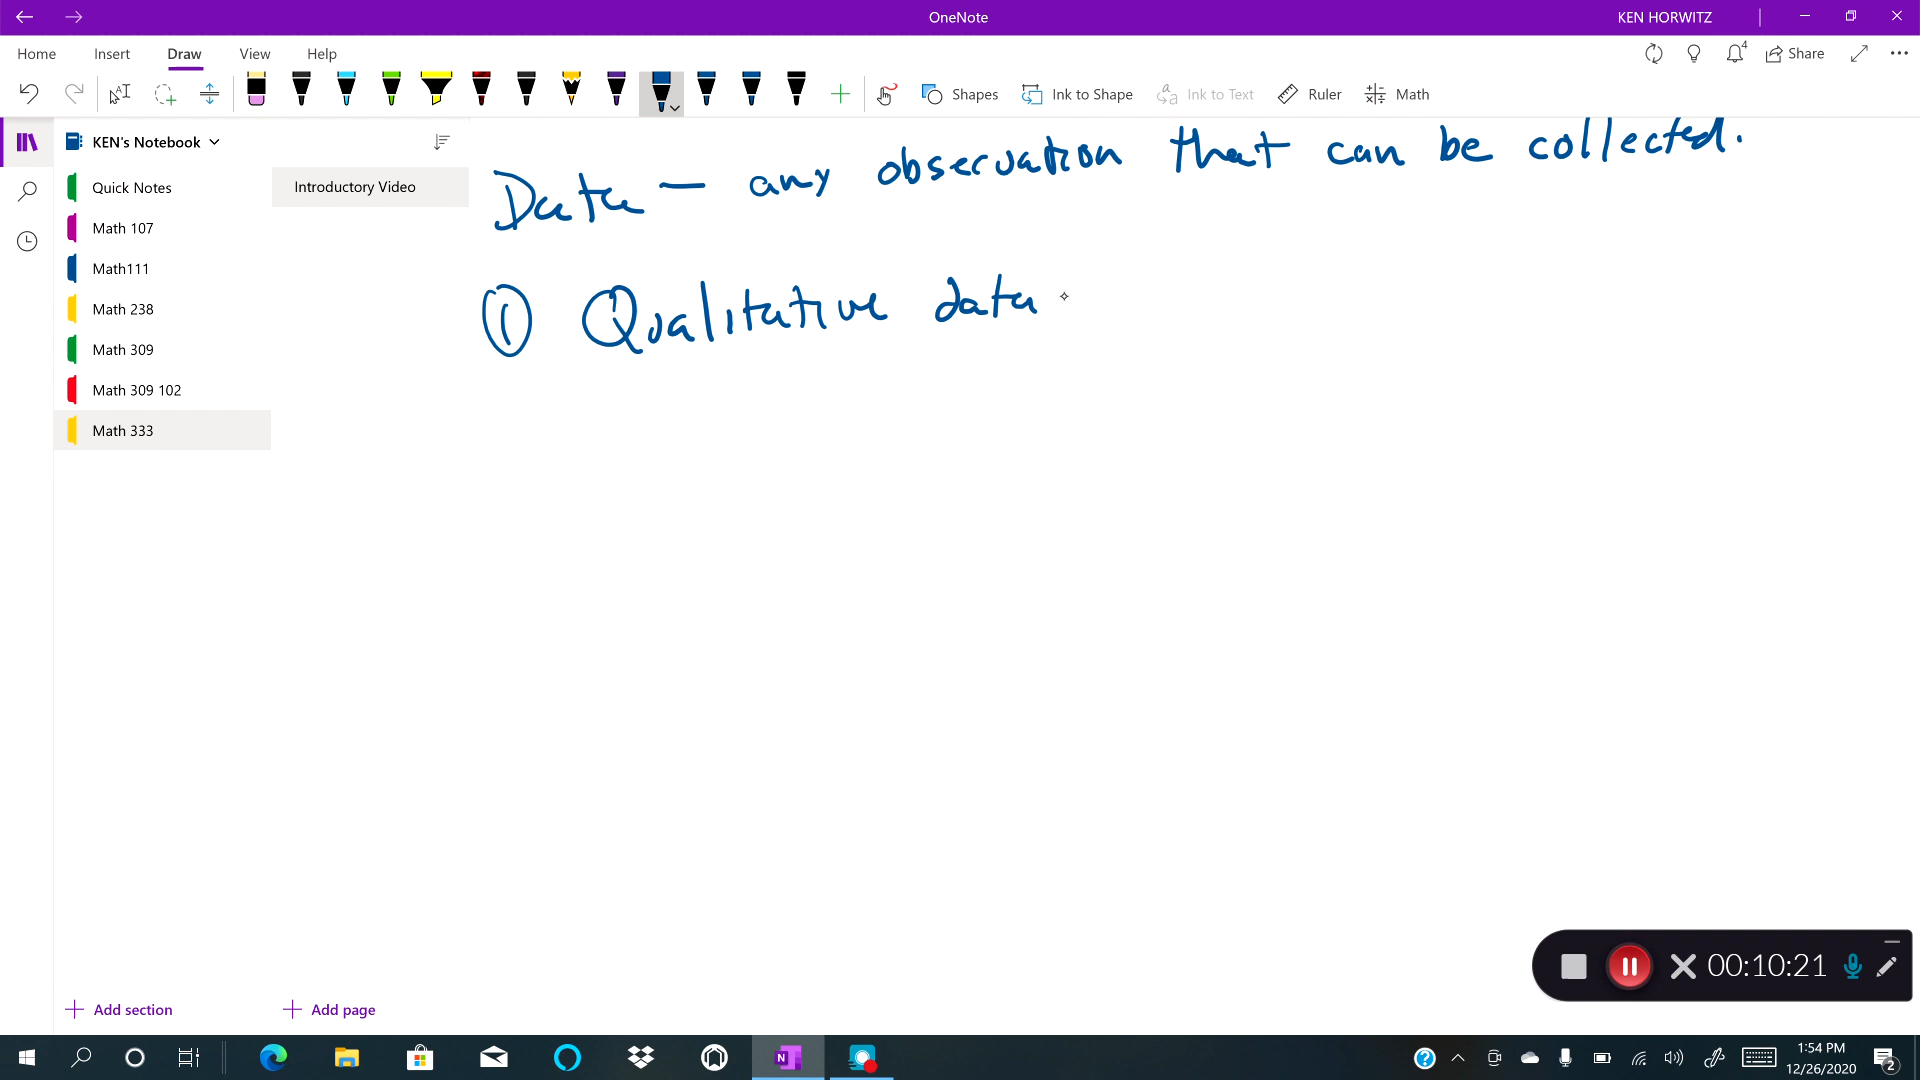 OneNote
KEN HORWITZ
Home Insert Draw View Help
4 Share
Shapes Ink to Shape Ink to Text Ruler Math
KEN's Notebook
Quick Notes
Math 107
Math111
Math 238
Math 309
Math 309 102
Math 333
Introductory Video
Data — any observation that can be collected.
① Qualitative data
00:10:21
Add section
Add page
1:54 PM
12/26/2020
2